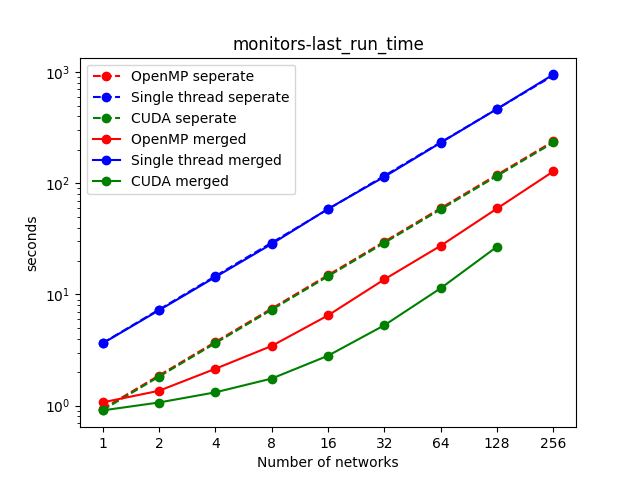 monitors-last_run_time
OpenMP seperate
Single thread seperate
CUDA seperate
OpenMP merged
Single thread merged
CUDA merged
seconds
10³
10²
10¹
10⁰
1 2 4 8 16 32 64 128 256
Number of networks